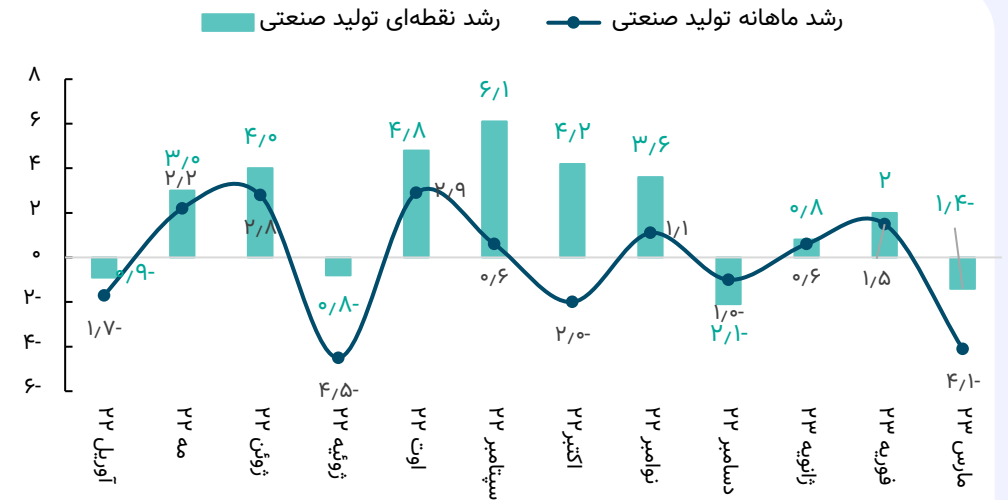 رشد ماهانه تولید صنعتی
رشد نقطه‌ای تولید صنعتی
۸
۶
۴
۲
۰
۲-
۴-
۶-
۰٫۹-
۳٫۰
۴٫۰
۰٫۸-
۴٫۸
۶٫۱
۴٫۲
۳٫۶
۲٫۱-
۰٫۸
۲
۱٫۴-
۱٫۷-
۲٫۲
۲٫۸
۴٫۵-
۲٫۹
۰٫۶
۲٫۰-
۱٫۱
۱٫۰-
۰٫۶
۱٫۵
۴٫۱-
آوریل ۲۲
مه ۲۲
ژوئن ۲۲
ژوئیه ۲۲
اوت ۲۲
سپتامبر ۲۲
اکتبر ۲۲
نوامبر ۲۲
دسامبر ۲۲
ژانویه ۲۳
فوریه ۲۳
مارس ۲۳